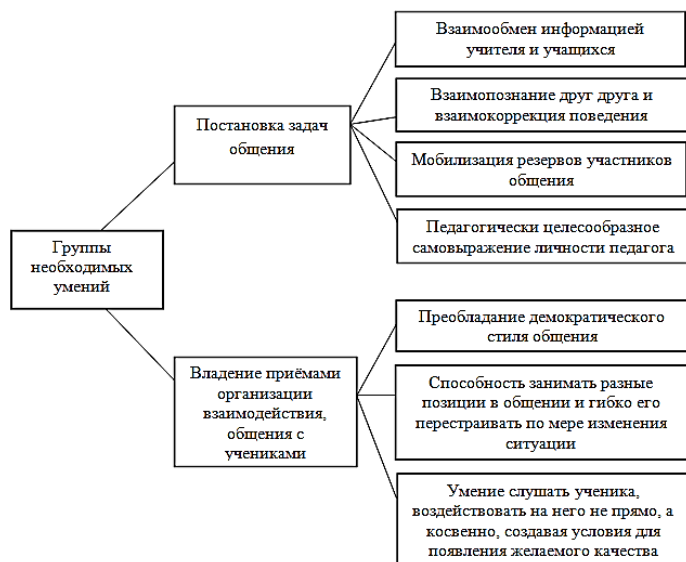 Группы
необходимых
умений
Постановка задач
общения
Взаимообмен информацией
учителя и учащихся
Взаимопознание друг друга и
взаимокоррекция поведения
Мобилизация резервов участников
общения
Педагогически целесообразное
самовыражение личности педагога
Владение приёмами
организации
взаимодействия,
общения с
учениками
Преобладание демократического
стиля общения
Способность занимать разные
позиции в общении и гибко его
перестраивать по мере изменения
ситуации
Умение слушать ученика,
воздействовать на него не прямо, а
косвенно, создавая условия для
появления желаемого качества